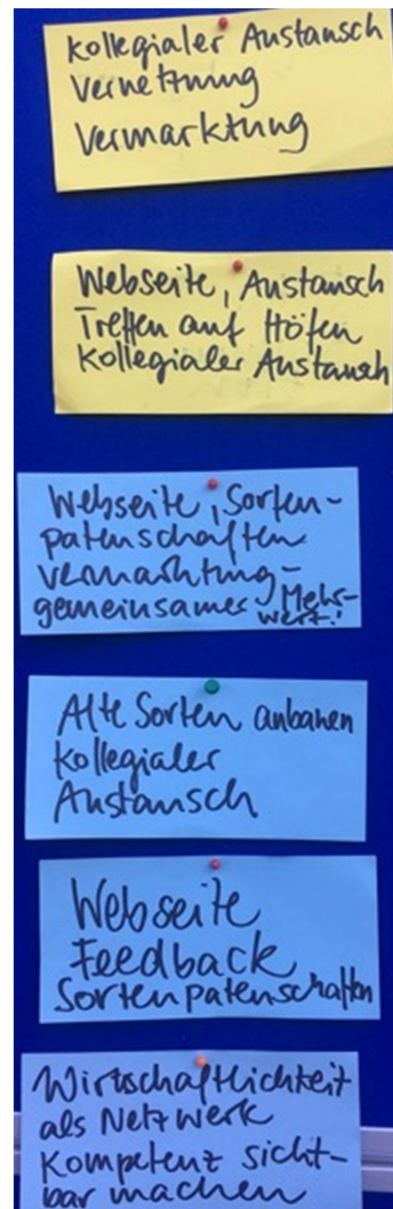 Kollegialer Austausch
Vernetzung
Vermarktung
Webseite, Austausch
Treffen auf Höfen
Kollegialer Austausch
Webseite, Sorten-
patenschaften
Vermarktung-
gemeinsamer Mehr-
wert!
Alte Sorten anbauen
Kollegialer
Austausch
Webseite
Feedback
Sortenpatenschaften
Wirtschaftlichkeit
als Netzwerk
Kompetenz sicht-
bar machen